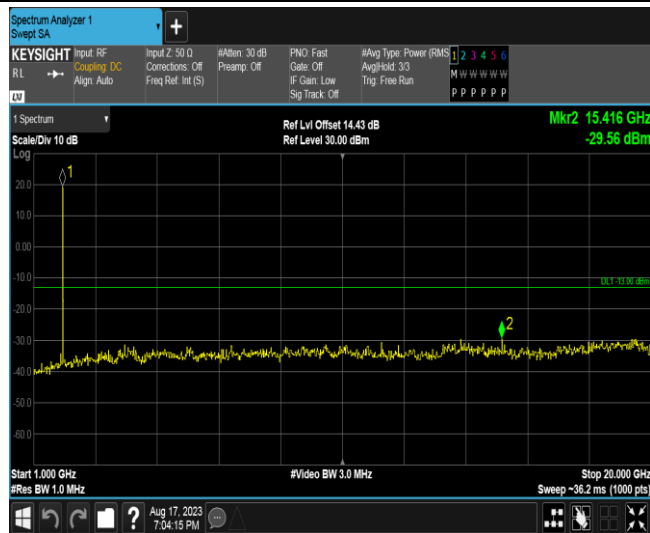 Spectrum Analyzer 1
Swept SA
KEYSIGHT
RL
LXI
Input: RF
Coupling: DC
Align: Auto
Input Z: 50 Ω
Corrections: Off
Freq Ref: Int (S)
#Atten: 30 dB
Preamp: Off
PNO: Fast
Gate: Off
IF Gain: Low
Sig Track: Off
#Avg Type: Power (RMS
Avg|Hold: 3/3
Trig: Free Run
1 2 3 4 5 6
M W W W W W
P P P P P P
1 Spectrum
Scale/Div 10 dB
Log
Ref Lvl Offset 14.43 dB
Ref Level 30.00 dBm
Mkr2 15.416 GHz
-29.56 dBm
1
20.0
10.0
0.00
-10.0
DL1 -13.00 dBm
-20.0
2
-30.0
-40.0
-50.0
-60.0
Start 1.000 GHz
#Res BW 1.0 MHz
#Video BW 3.0 MHz
Stop 20.000 GHz
Sweep ~36.2 ms (1000 pts)
?
Aug 17, 2023
7:04:15 PM